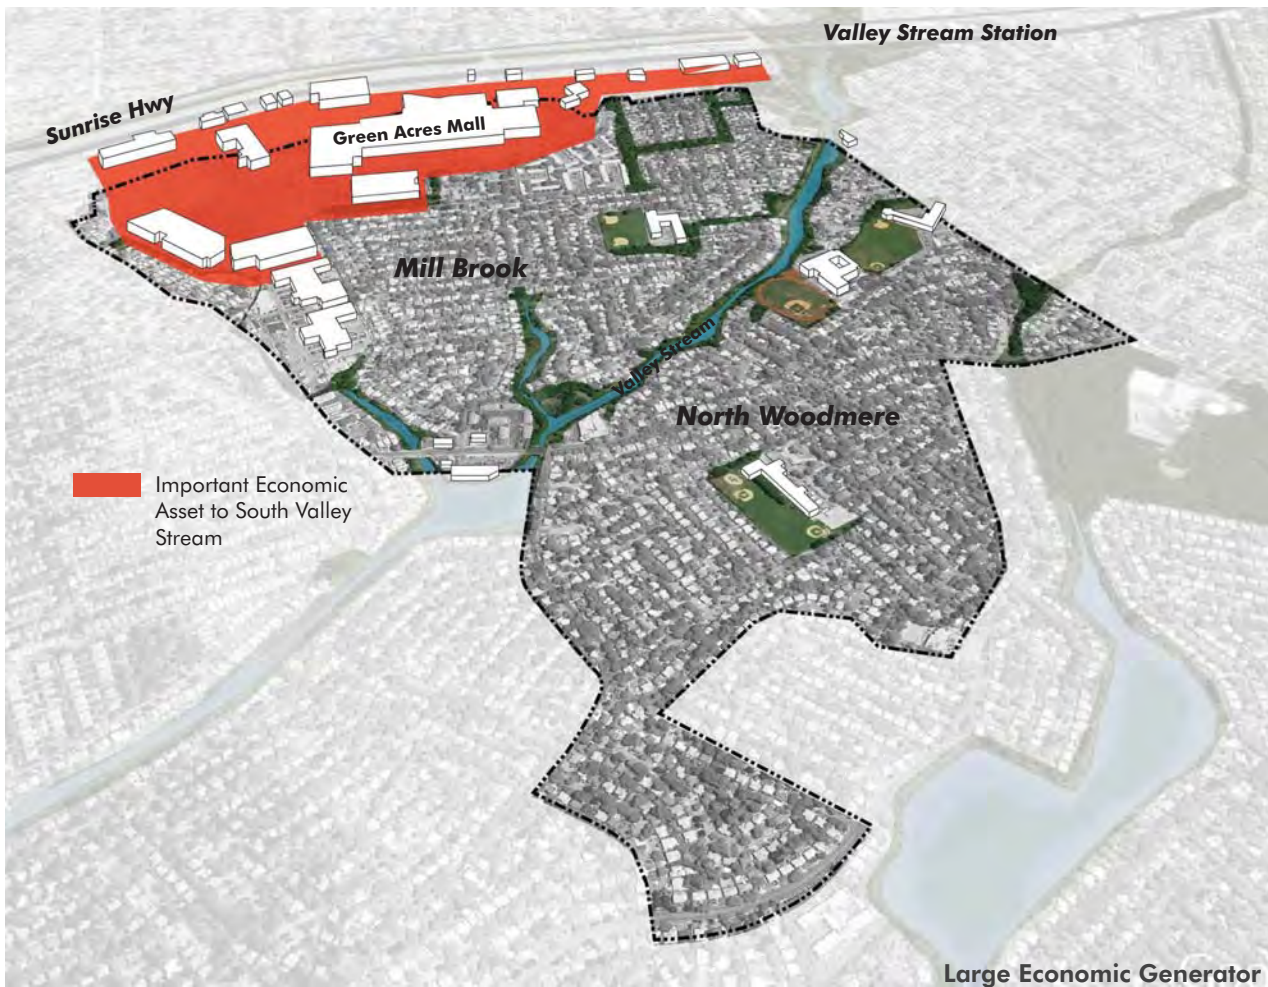 Valley Stream Station
Sunrise Hwy
Green Acres Mall
Mill Brook
Valley Stream
North Woodmere
Important Economic
Asset to South Valley
Stream
Large Economic Generator